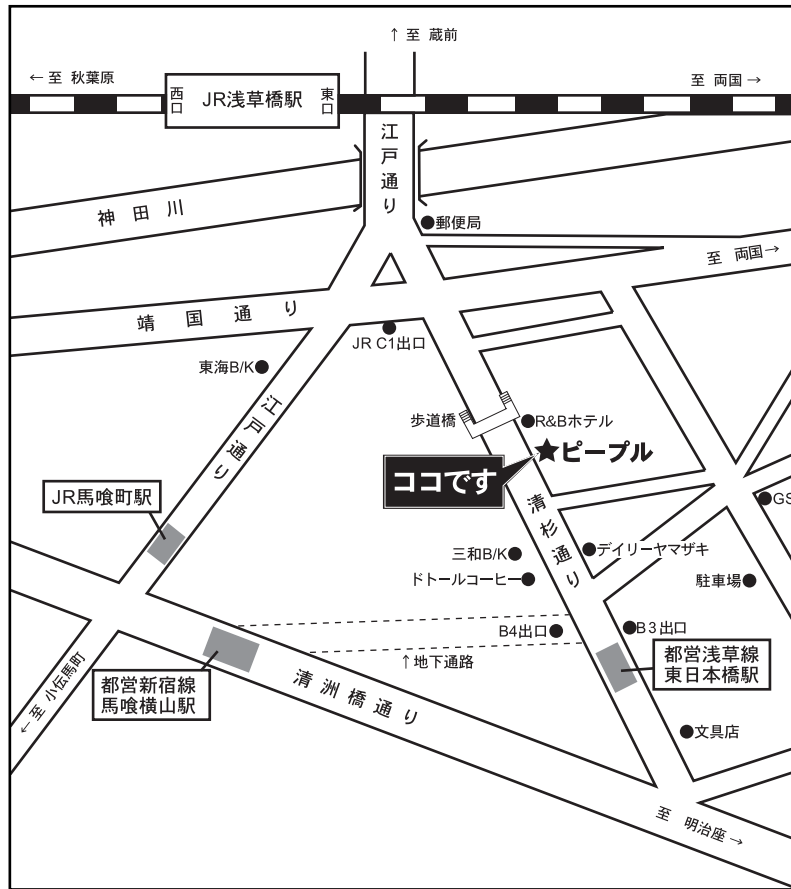 ↑ 至 蔵前
← 至 秋葉原
西口
JR浅草橋駅
東口
至 両国 →
江戸通り
神田川
●郵便局
至 両国→
靖国通り
JR C1出口
東海B/K●
江戸通り
歩道橋
●R&Bホテル
★ピープル
ココです
JR馬喰町駅
清杉通り
●GS
三和B/K●
●デイリーヤマザキ
ドトールコーヒー●
駐車場●
B4出口●
●B3出口
↑地下通路
都営浅草線
東日本橋駅
← 至 小伝馬町
都営新宿線
馬喰横山駅
清洲橋通り
●文具店
至 明治座→